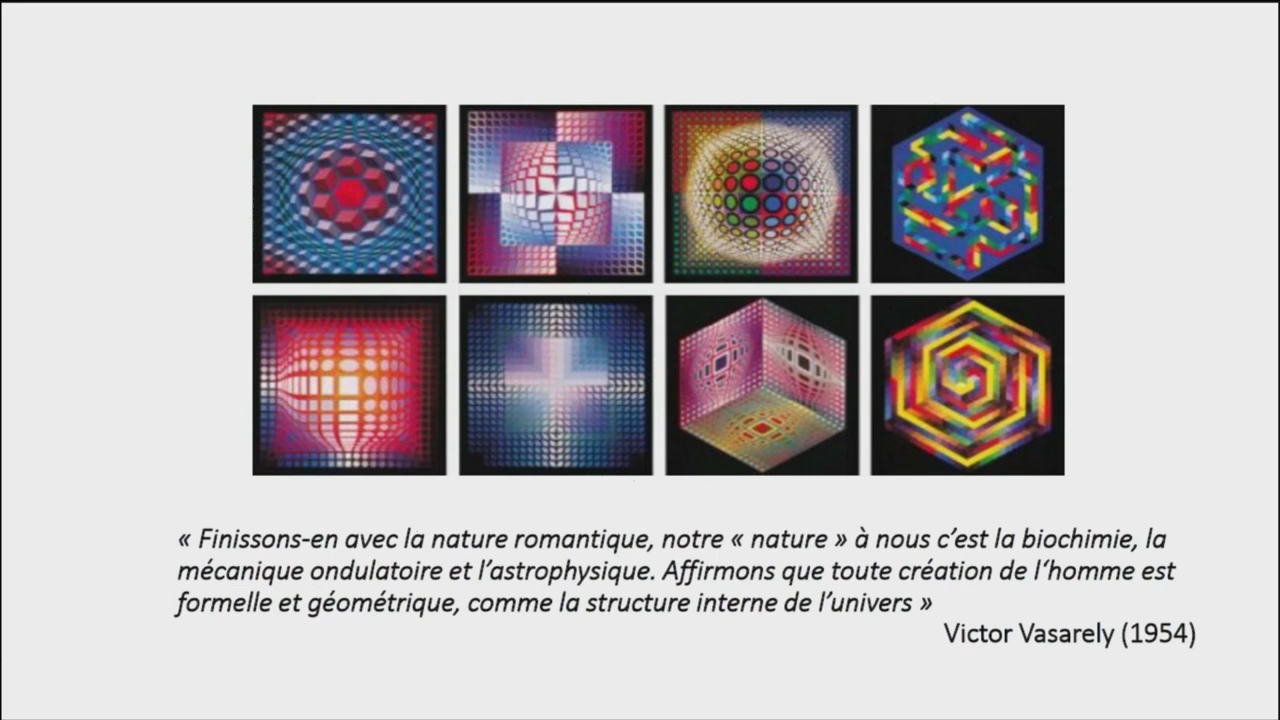 « Finissons-en avec la nature romantique, notre « nature » à nous c’est la biochimie, la
mécanique ondulatoire et l’astrophysique. Affirmons que toute création de l‘homme est
formelle et géométrique, comme la structure interne de l’univers »
Victor Vasarely (1954)